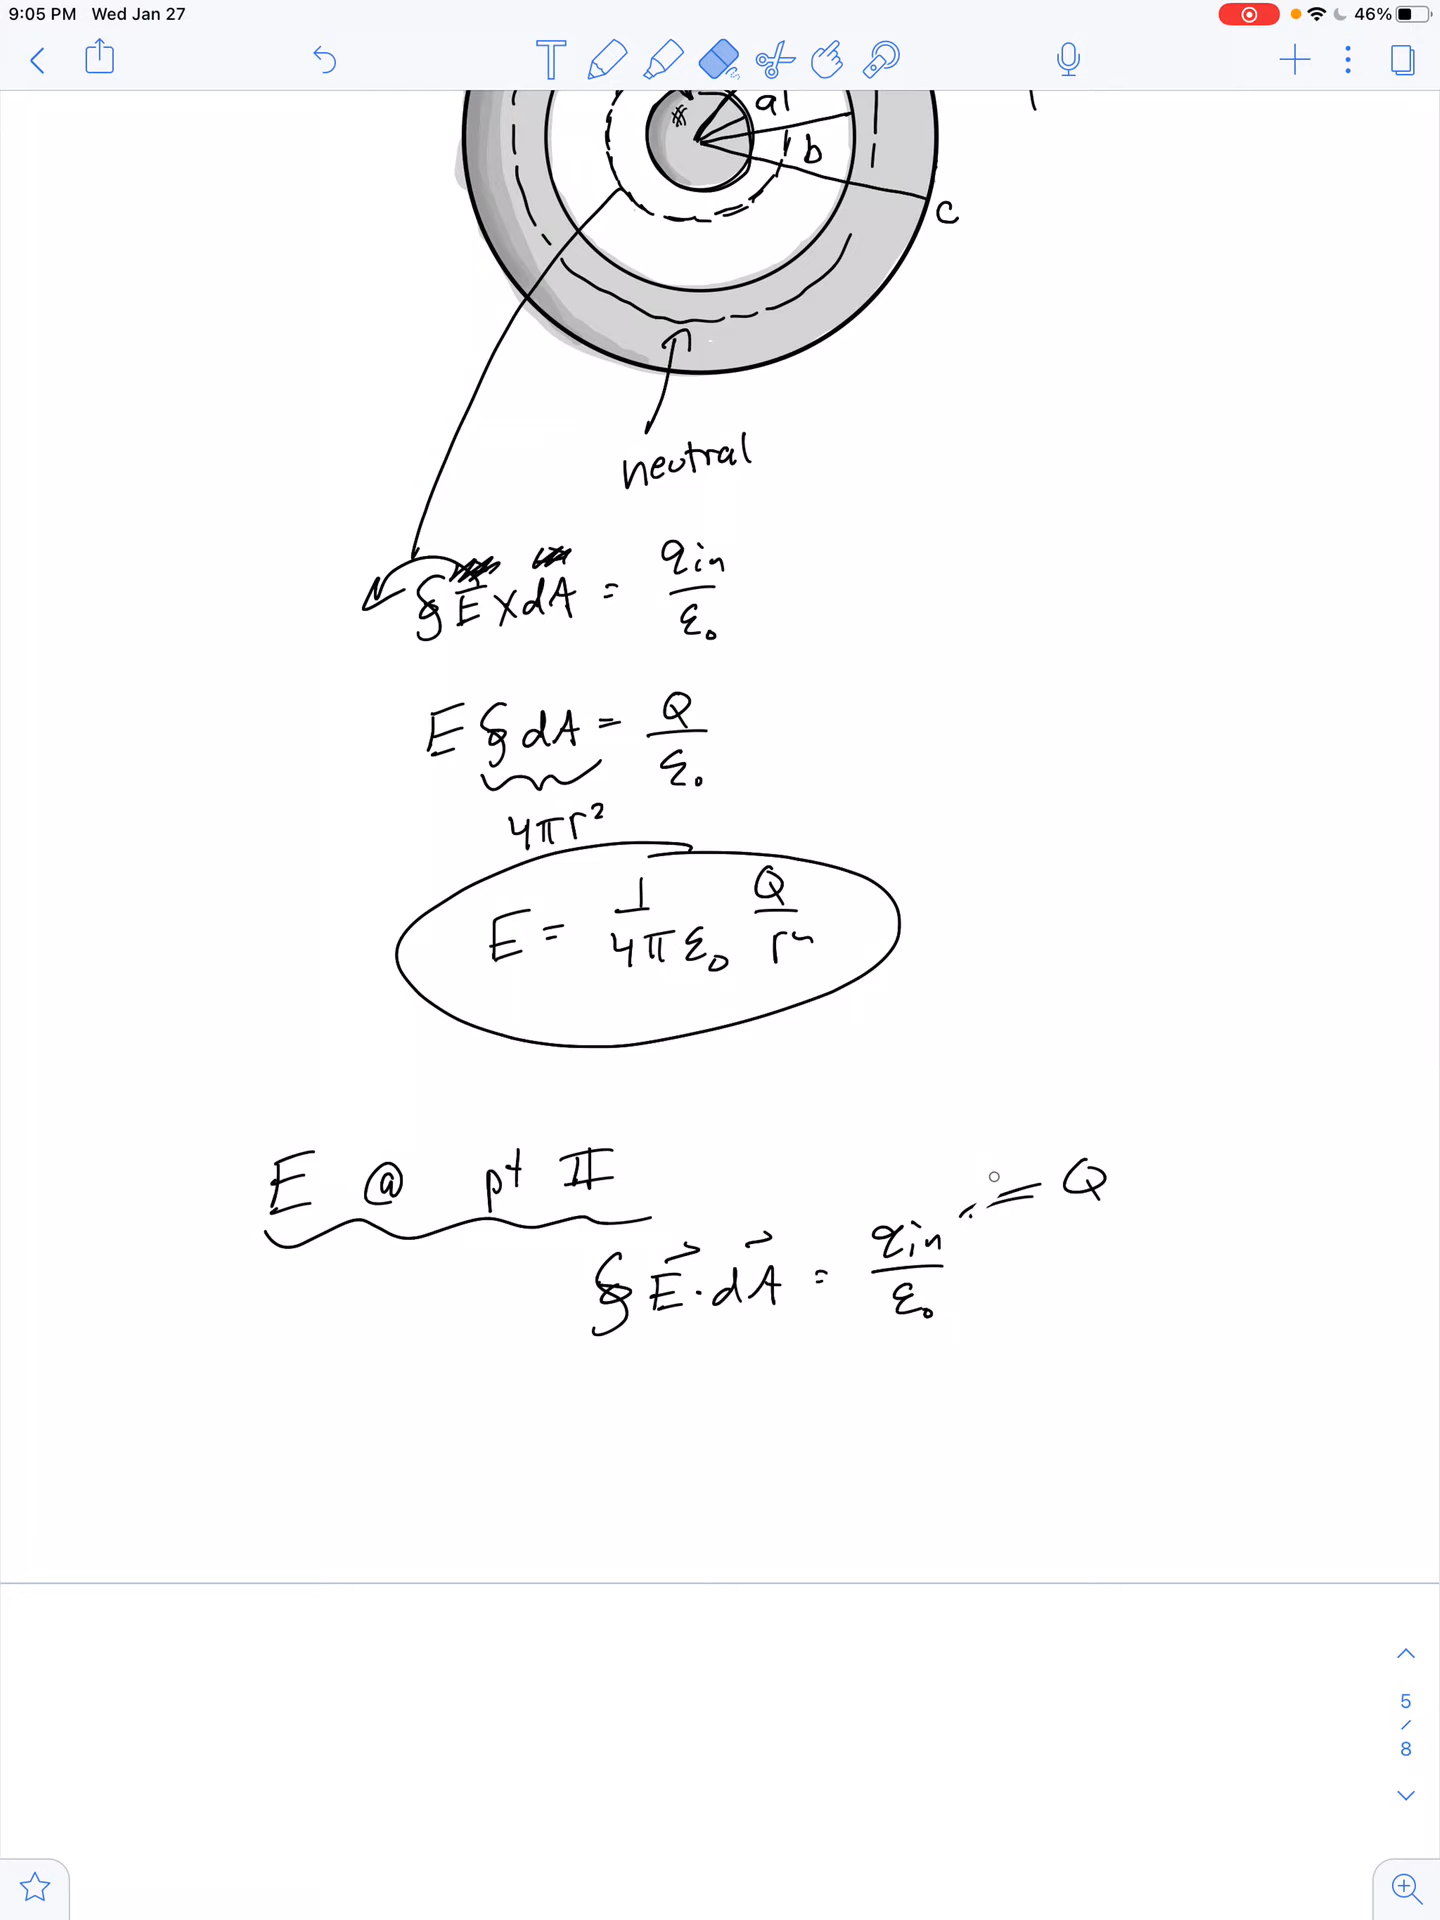 9:05 PM Wed Jan 27
46%
T
a
b
c
neutral
∮ E x dA = qin / ε₀
E ∮ dA = Q / ε₀
4πr²
E = 1 / 4πε₀ Q / r²
E @ pt II
= Q
∮ E⃗ · dA⃗ = qin / ε₀
5
/
8